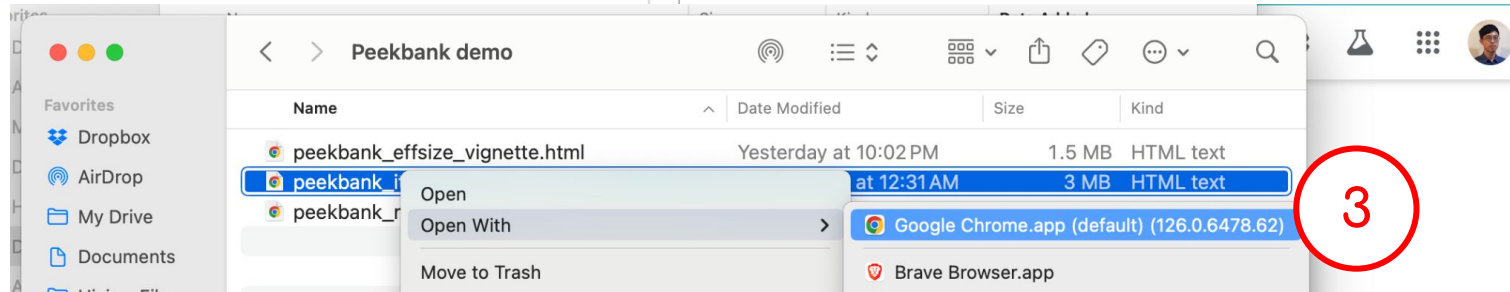 Peekbank demo
Favorites
Name
Date Modified
Size
Kind
Dropbox
peekbank_effsize_vignette.html
Yesterday at 10:02 PM
1.5 MB
HTML text
AirDrop
peekbank_i
at 12:31 AM
3 MB
HTML text
Open
My Drive
peekbank_r
Open With
Google Chrome.app (default) (126.0.6478.62)
3
Documents
Move to Trash
Brave Browser.app